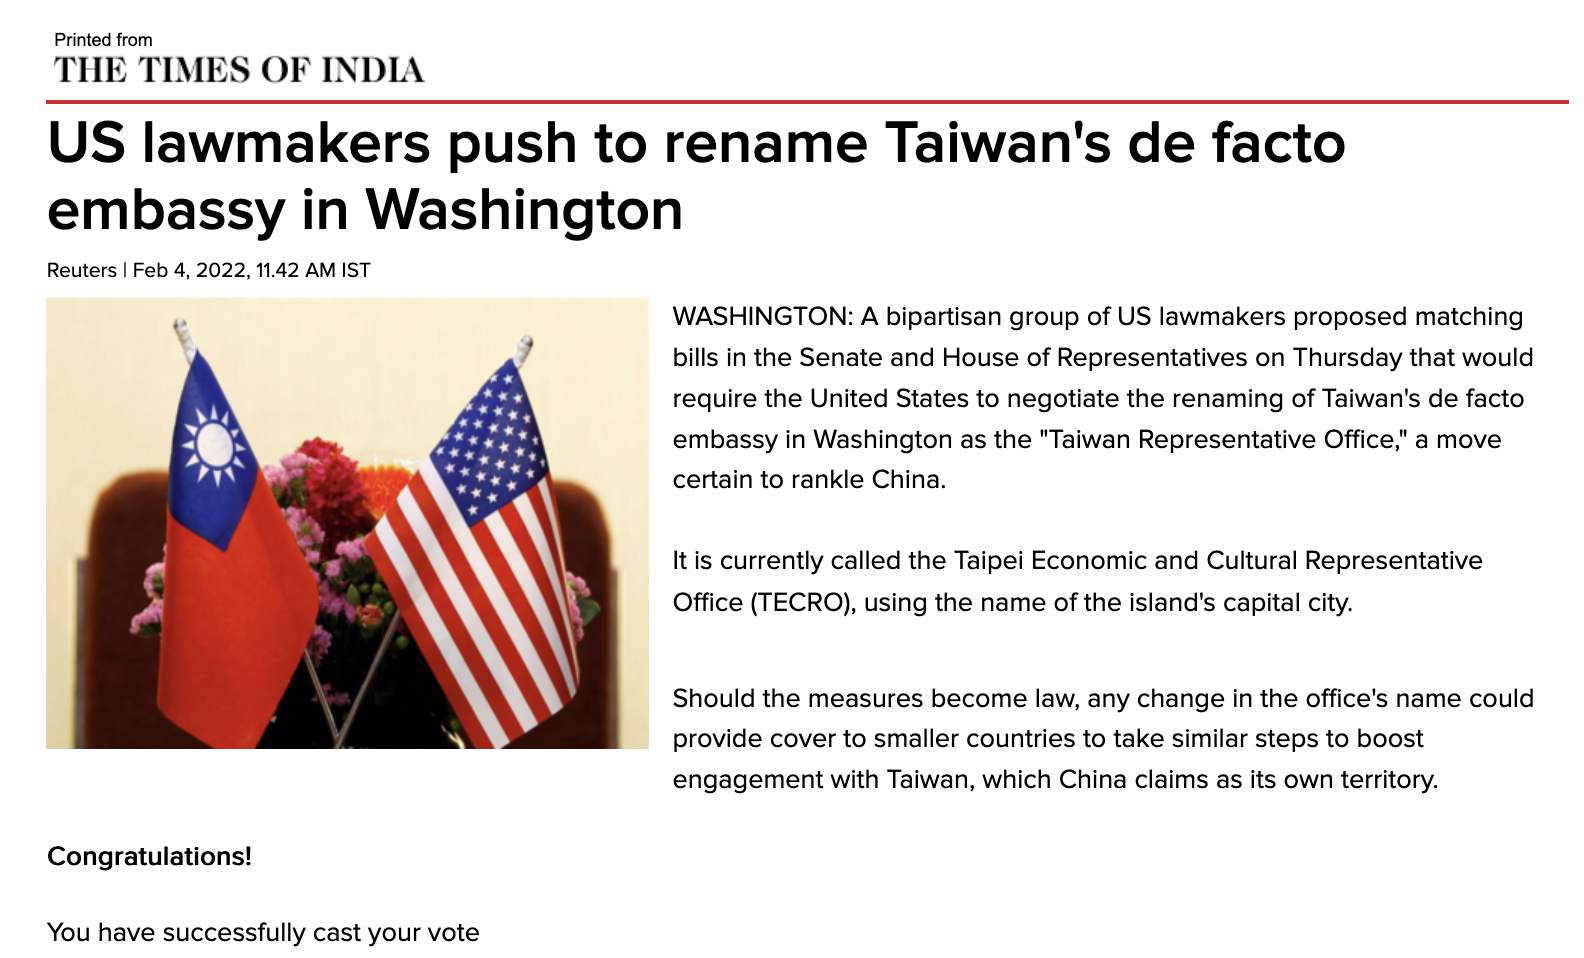 Printed from
THE TIMES OF INDIA
US lawmakers push to rename Taiwan's de facto
embassy in Washington
Reuters | Feb 4, 2022, 11.42 AM IST
WASHINGTON: A bipartisan group of US lawmakers proposed matching
bills in the Senate and House of Representatives on Thursday that would
require the United States to negotiate the renaming of Taiwan's de facto
embassy in Washington as the "Taiwan Representative Office," a move
certain to rankle China.
It is currently called the Taipei Economic and Cultural Representative
Office (TECRO), using the name of the island's capital city.
Should the measures become law, any change in the office's name could
provide cover to smaller countries to take similar steps to boost
engagement with Taiwan, which China claims as its own territory.
Congratulations!
You have successfully cast your vote